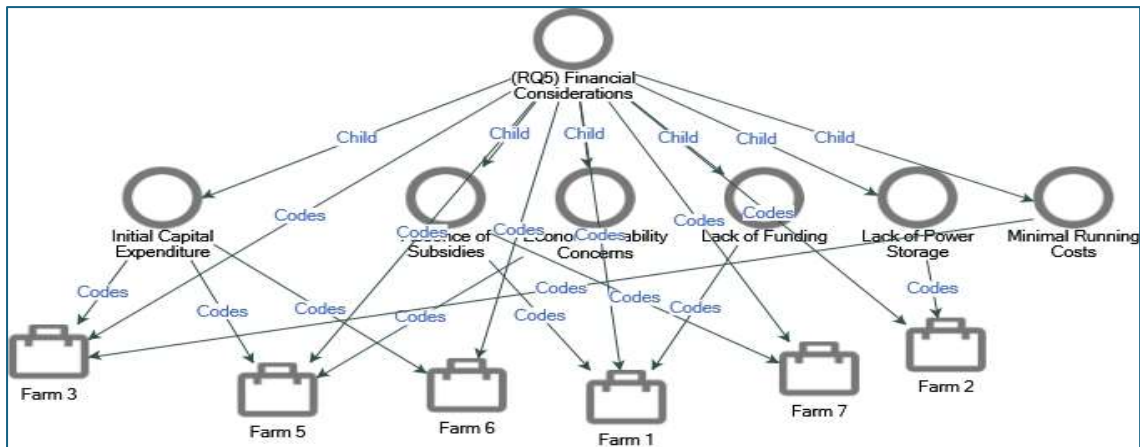 (RQ5) Financial
Considerations
Child
Child
Child
Child
Child
Child
Codes
Codes
Codes
Codes
Codes
Codes
Codes
Initial Capital
Expenditure
of
Subsidies
Concerns
Lack of Funding
Lack of Power
Storage
Minimal Running
Costs
Codes
Codes
Codes
Codes
Codes
Codes
Codes
Codes
Farm 3
Farm 5
Farm 6
Farm 1
Farm 7
Farm 2